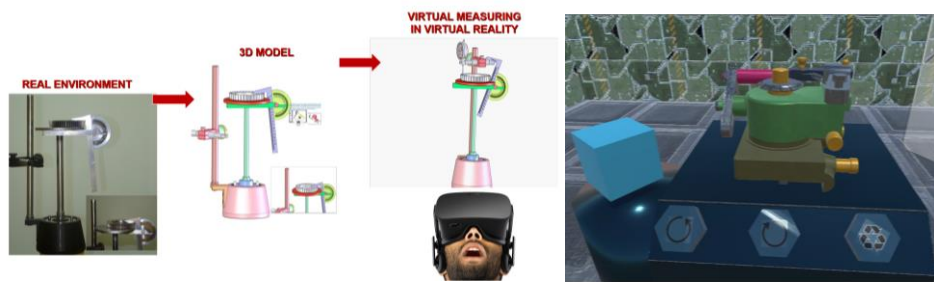 REAL ENVIRONMENT
3D MODEL
VIRTUAL MEASURING
IN VIRTUAL REALITY